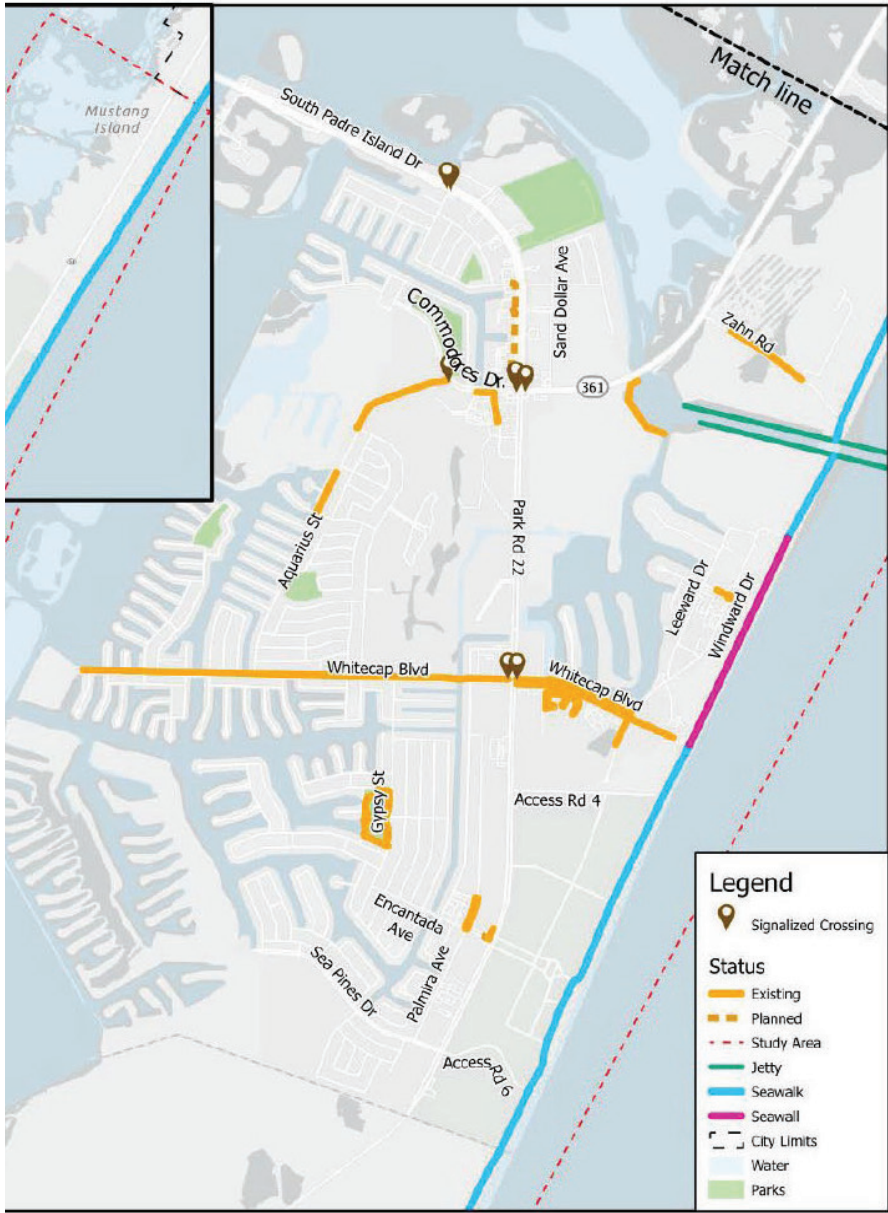 Mustang
Island
South Padre Island Dr
Match line
Commodores Dr.
Sand Dollar Ave
Zahn Rd
361
Aquarius St
Park Rd 22
Leeward Dr
Windward Dr
Whitecap Blvd
Whitecap Blvd
Gypsy St
Access Rd 4
Encantada
Ave
Palmira Ave
Sea Pines Dr
Access Rd 6
Legend
Signalized Crossing
Status
Existing
Planned
Study Area
Jetty
Seawalk
Seawall
City Limits
Water
Parks